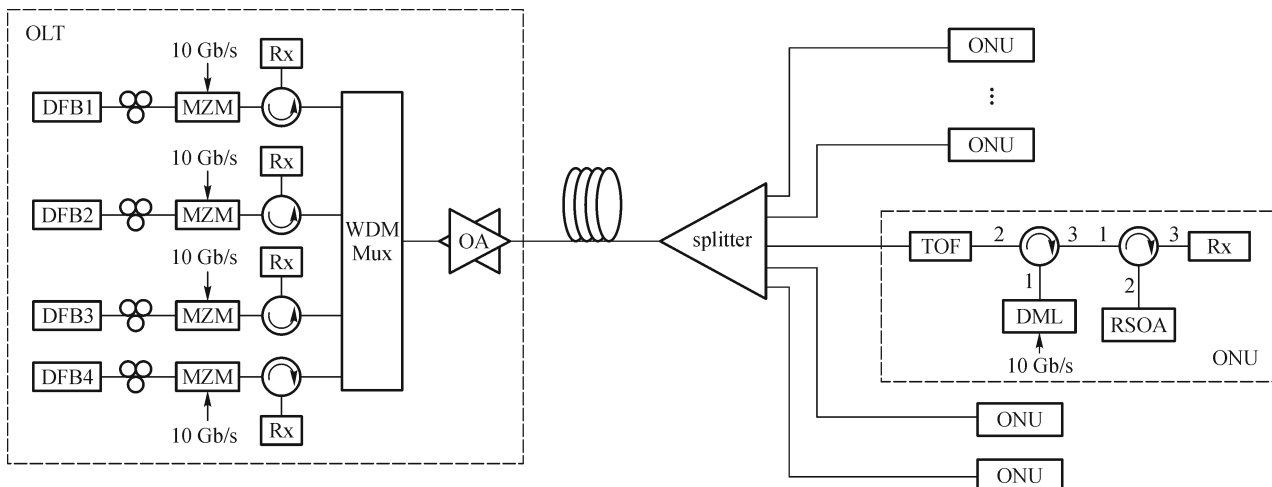 OLT
10 Gb/s
Rx
DFB1
MZM
10 Gb/s
Rx
DFB2
MZM
10 Gb/s
Rx
DFB3
MZM
DFB4
MZM
10 Gb/s
Rx
WDM
Mux
OA
splitter
ONU
...
ONU
TOF
2
3
1
3
Rx
1
2
DML
RSOA
10 Gb/s
ONU
ONU
ONU